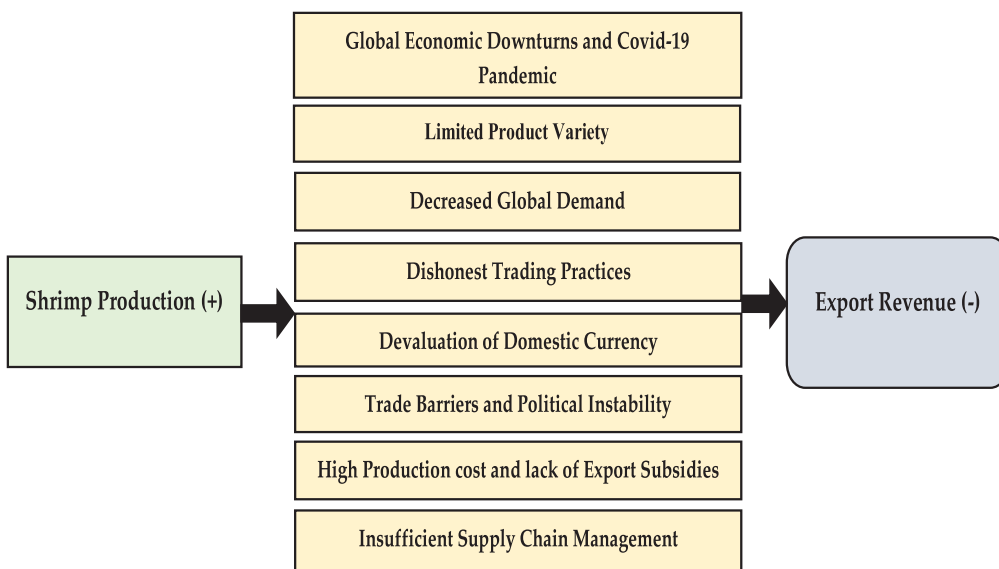 Global Economic Downturns and Covid-19
Pandemic
Limited Product Variety
Decreased Global Demand
Dishonest Trading Practices
Shrimp Production (+)
Export Revenue (-)
Devaluation of Domestic Currency
Trade Barriers and Political Instability
High Production cost and lack of Export Subsidies
Insufficient Supply Chain Management